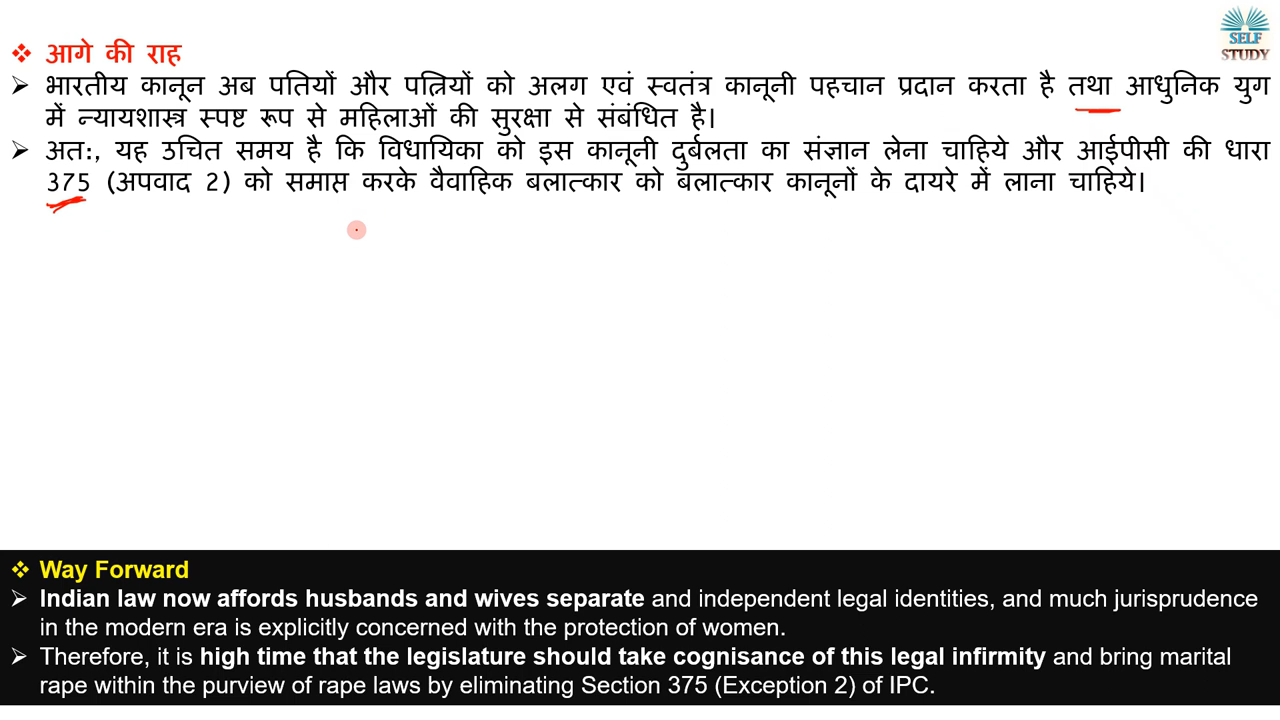 SELF
STUDY
❖ आगे की राह
➢ भारतीय कानून अब पतियों और पत्नियों को अलग एवं स्वतंत्र कानूनी पहचान प्रदान करता है तथा आधुनिक युग
में न्यायशास्त्र स्पष्ट रूप से महिलाओं की सुरक्षा से संबंधित है।
➢ अत:, यह उचित समय है कि विधायिका को इस कानूनी दुर्बलता का संज्ञान लेना चाहिये और आईपीसी की धारा
375 (अपवाद 2) को समाप्त करके वैवाहिक बलात्कार को बलात्कार कानूनों के दायरे में लाना चाहिये।
❖ Way Forward
➢ Indian law now affords husbands and wives separate and independent legal identities, and much jurisprudence
in the modern era is explicitly concerned with the protection of women.
➢ Therefore, it is high time that the legislature should take cognisance of this legal infirmity and bring marital
rape within the purview of rape laws by eliminating Section 375 (Exception 2) of IPC.